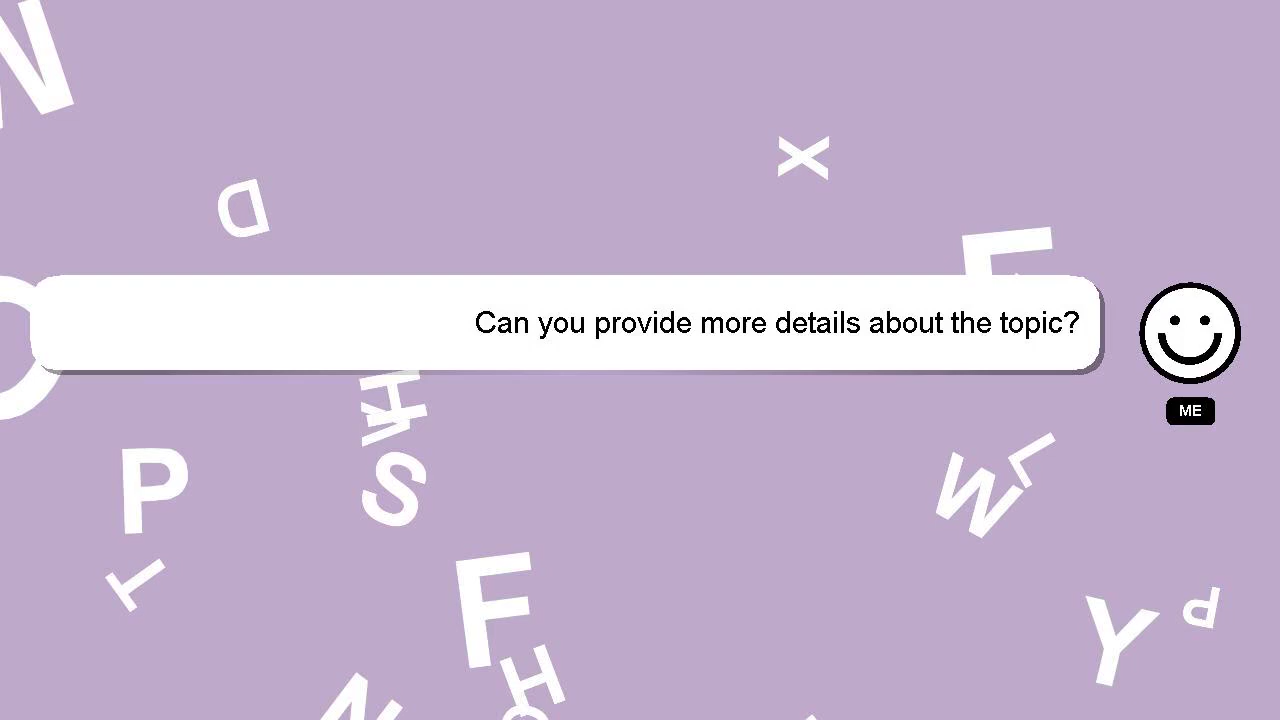 N
D
X
F
Can you provide more details about the topic?
ME
H
S
P
L
W
T
F
Y
P
H
N